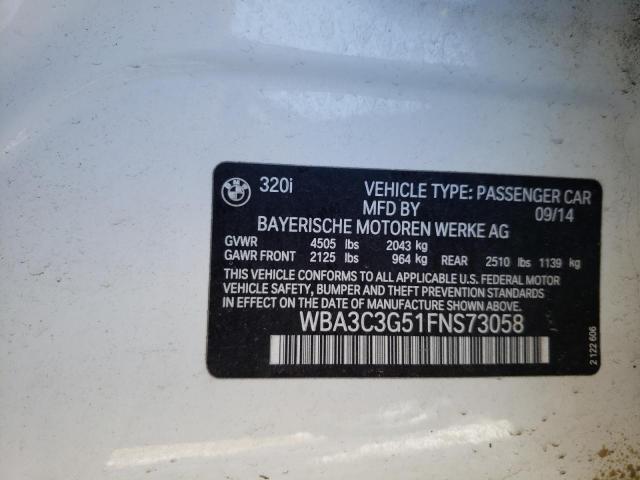 BMW
320i VEHICLE TYPE: PASSENGER CAR
MFD BY 09/14
BAYERISCHE MOTOREN WERKE AG
GVWR 4505 lbs 2043 kg
GAWR FRONT 2125 lbs 964 kg REAR 2510 lbs 1139 kg
THIS VEHICLE CONFORMS TO ALL APPLICABLE U.S. FEDERAL MOTOR
VEHICLE SAFETY, BUMPER AND THEFT PREVENTION STANDARDS
IN EFFECT ON THE DATE OF MANUFACTURE SHOWN ABOVE.
WBA3C3G51FNS73058
2 122 606